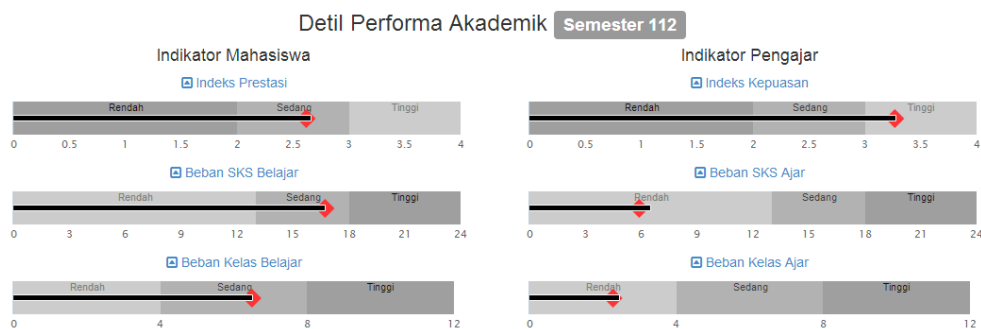 Detil Performa Akademik Semester 112
Indikator Mahasiswa
Indeks Prestasi
Rendah Sedang Tinggi
0 0.5 1 1.5 2 2.5 3 3.5 4
Beban SKS Belajar
Rendah Sedang Tinggi
0 3 6 9 12 15 18 21 24
Beban Kelas Belajar
Rendah Sedang Tinggi
0 4 8 12
Indikator Pengajar
Indeks Kepuasan
Rendah Sedang Tinggi
0 0.5 1 1.5 2 2.5 3 3.5 4
Beban SKS Ajar
Rendah Sedang Tinggi
0 3 6 9 12 15 18 21 24
Beban Kelas Ajar
Rendah Sedang Tinggi
0 4 8 12